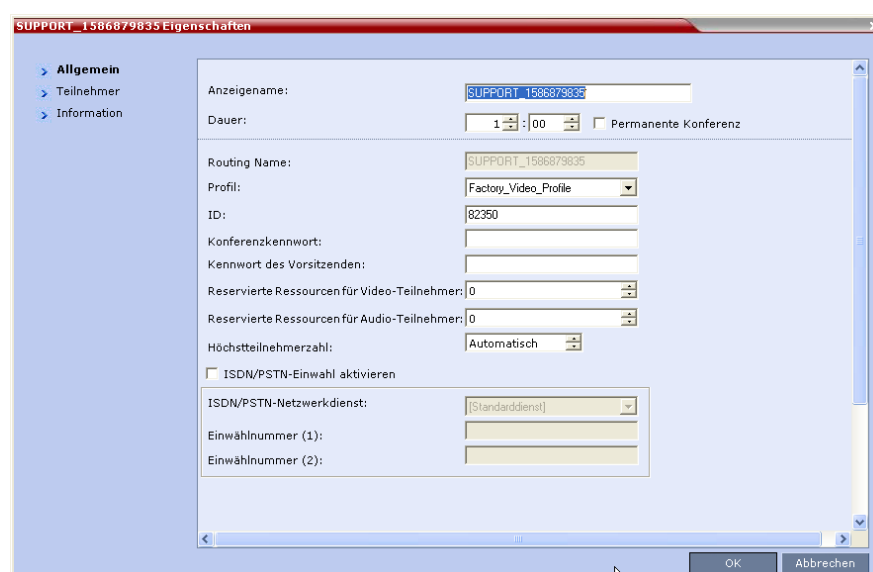 SUPPORT_1586879835 Eigenschaften
Allgemein
Teilnehmer
Information
Anzeigename: SUPPORT_1586879835
Dauer: 1 : 00 Permanente Konferenz
Routing Name: SUPPORT_1586879835
Profil: Factory_Video_Profile
ID: 82350
Konferenzkennwort:
Kennwort des Vorsitzenden:
Reservierte Ressourcen für Video-Teilnehmer: 0
Reservierte Ressourcen für Audio-Teilnehmer: 0
Höchstteilnehmerzahl: Automatisch
ISDN/PSTN-Einwahl aktivieren
ISDN/PSTN-Netzwerkdienst: [Standarddienst]
Einwählnummer (1):
Einwählnummer (2):
OK Abbrechen